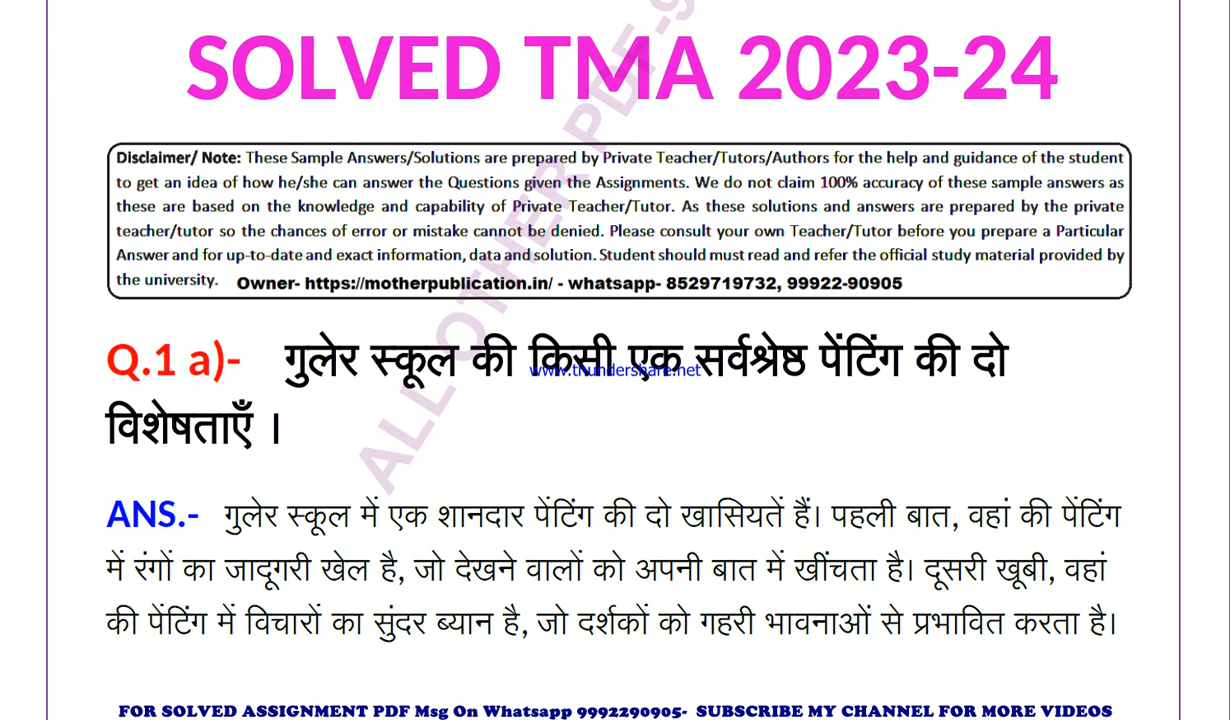 SOLVED TMA 2023-24
Disclaimer/ Note: These Sample Answers/Solutions are prepared by Private Teacher/Tutors/Authors for the help and guidance of the student
to get an idea of how he/she can answer the Questions given the Assignments. We do not claim 100% accuracy of these sample answers as
these are based on the knowledge and capability of Private Teacher/Tutor. As these solutions and answers are prepared by the private
teacher/tutor so the chances of error or mistake cannot be denied. Please consult your own Teacher/Tutor before you prepare a Particular
Answer and for up-to-date and exact information, data and solution. Student should must read and refer the official study material provided by
the university. Owner- https://motherpublication.in/ - whatsapp- 8529719732, 99922-90905
Q.1 a)- गुलेर स्कूल की किसी एक सर्वश्रेष्ठ पेंटिंग की दो
www.thundershare.net
विशेषताएँ ।
ANS.- गुलेर स्कूल में एक शानदार पेंटिंग की दो खासियतें हैं। पहली बात, वहां की पेंटिंग
में रंगों का जादूगरी खेल है, जो देखने वालों को अपनी बात में खींचता है। दूसरी खूबी, वहां
की पेंटिंग में विचारों का सुंदर ब्यान है, जो दर्शकों को गहरी भावनाओं से प्रभावित करता है।
ALL OTHER PDF-9
FOR SOLVED ASSIGNMENT PDF Msg On Whatsapp 9992290905- SUBSCRIBE MY CHANNEL FOR MORE VIDEOS